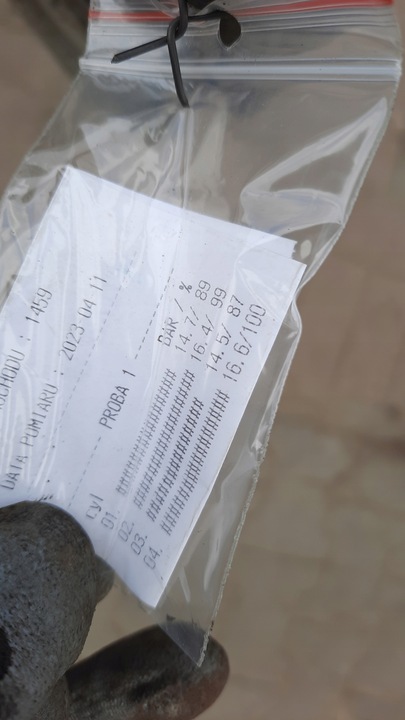 OCHODU : 1459
DATA POMIARU : 2023 04 11
---------- PROBA 1 ----------
cyl BAR / %
01. ############ 14.7/ 89
02. ############## 16.4/ 99
03. ############ 14.5/ 87
04. ############## 16.6/100